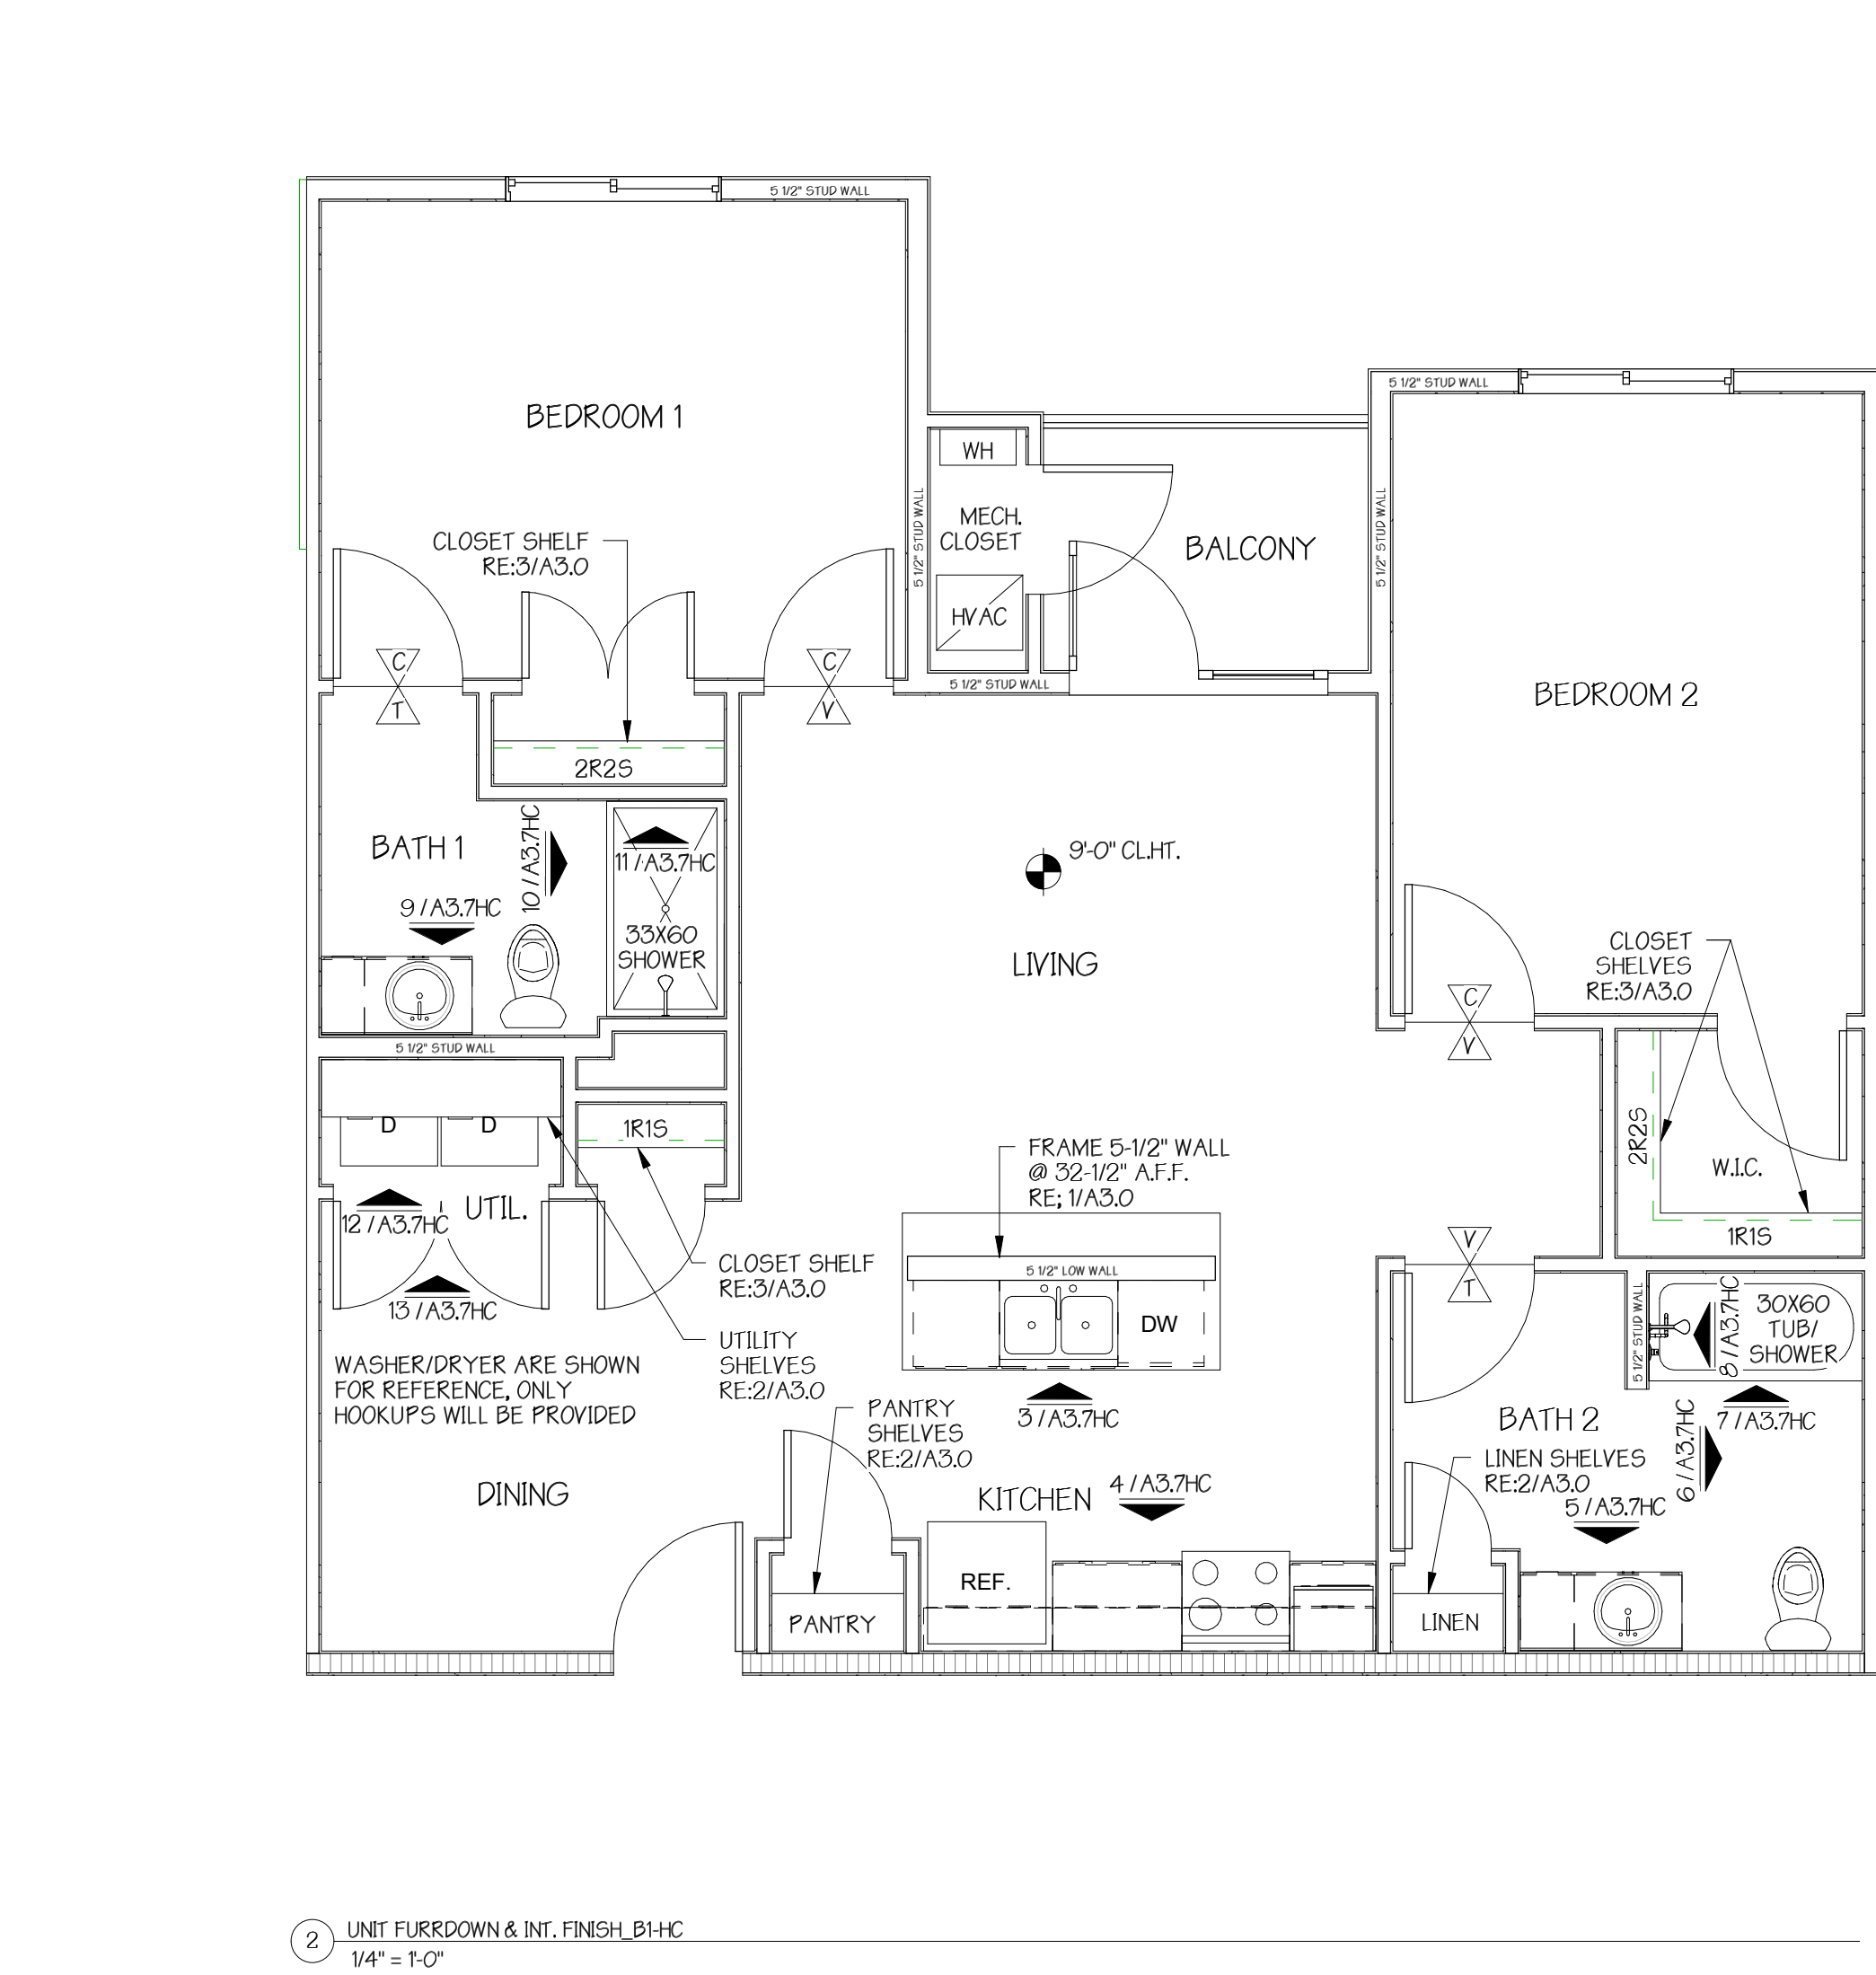 5 1/2" STUD WALL
5 1/2" STUD WALL
BEDROOM 1
WH
MECH.
CLOSET
HVAC
5 1/2" STUD WALL
5 1/2" STUD WALL
BALCONY
CLOSET SHELF
RE:3/A3.0
C
T
C
V
5 1/2" STUD WALL
BEDROOM 2
2R2S
BATH 1
10 / A3.7HC
11 / A3.7HC
9 / A3.7HC
33X60
SHOWER
9'-0" CL.HT.
LIVING
CLOSET
SHELVES
RE:3/A3.0
C
V
5 1/2" STUD WALL
D
D
1R1S
2R2S
W.I.C.
1R1S
FRAME 5-1/2" WALL
@ 32-1/2" A.F.F.
RE; 1/A3.0
12 / A3.7HC
UTIL.
13 / A3.7HC
CLOSET SHELF
RE:3/A3.0
5 1/2" LOW WALL
DW
V
T
5 1/2" STUD WALL
8 / A3.7HC
30X60
TUB/
SHOWER
UTILITY
SHELVES
RE:2/A3.0
WASHER/DRYER ARE SHOWN
FOR REFERENCE, ONLY
HOOKUPS WILL BE PROVIDED
PANTRY
SHELVES
RE:2/A3.0
3 / A3.7HC
BATH 2
6 / A3.7HC
7 / A3.7HC
LINEN SHELVES
RE:2/A3.0
5 / A3.7HC
DINING
KITCHEN
4 / A3.7HC
REF.
PANTRY
LINEN
2
UNIT FURRDOWN & INT. FINISH_B1-HC
1/4" = 1'-0"